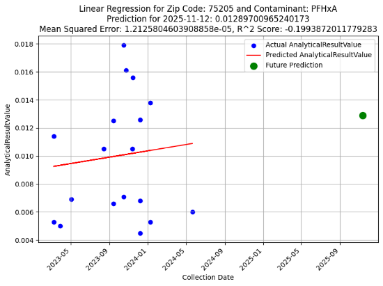 Linear Regression for Zip Code: 75205 and Contaminant: PFHxA
Prediction for 2025-11-12: 0.01289700965240173
Mean Squared Error: 1.2125804603908858e-05, R^2 Score: -0.1993872011779283
Actual AnalyticalResultValue
Predicted AnalyticalResultValue
Future Prediction
AnalyticalResultValue
0.018
0.016
0.014
0.012
0.010
0.008
0.006
0.004
2023-05
2023-09
2024-01
2024-05
2024-09
2025-01
2025-05
2025-09
Collection Date